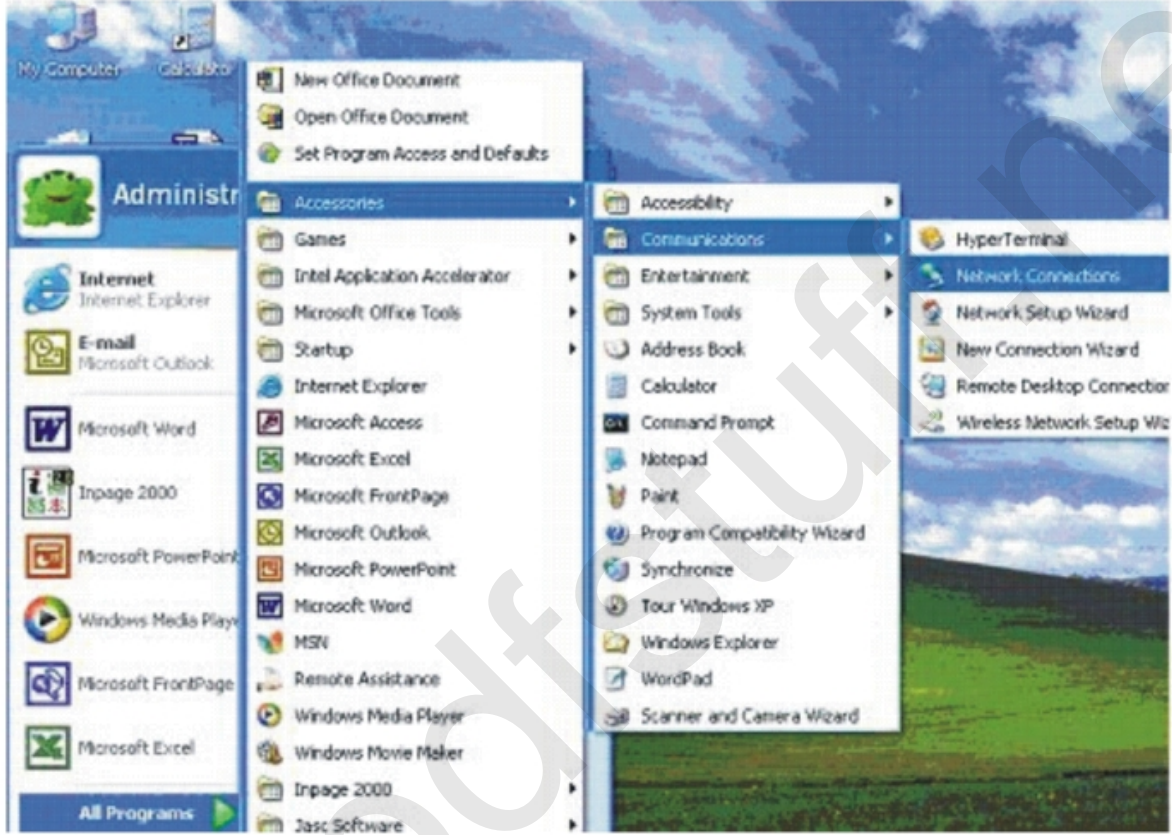 My Computer
Calculator
Administr
Internet
Internet Explorer
E-mail
Microsoft Outlook
Microsoft Word
Inpage 2000
Microsoft PowerPoint
Windows Media Playe
Microsoft FrontPage
Microsoft Excel
All Programs
New Office Document
Open Office Document
Set Program Access and Defaults
Accessories
Games
Intel Application Accelerator
Microsoft Office Tools
Startup
Internet Explorer
Microsoft Access
Microsoft Excel
Microsoft FrontPage
Microsoft Outlook
Microsoft PowerPoint
Microsoft Word
MSN
Remote Assistance
Windows Media Player
Windows Movie Maker
Inpage 2000
Jasc Software
Accessibility
Communications
Entertainment
System Tools
Address Book
Calculator
Command Prompt
Notepad
Paint
Program Compatibility Wizard
Synchronize
Tour Windows XP
Windows Explorer
WordPad
Scanner and Camera Wizard
HyperTerminal
Network Connections
Network Setup Wizard
New Connection Wizard
Remote Desktop Connection
Wireless Network Setup Wiz